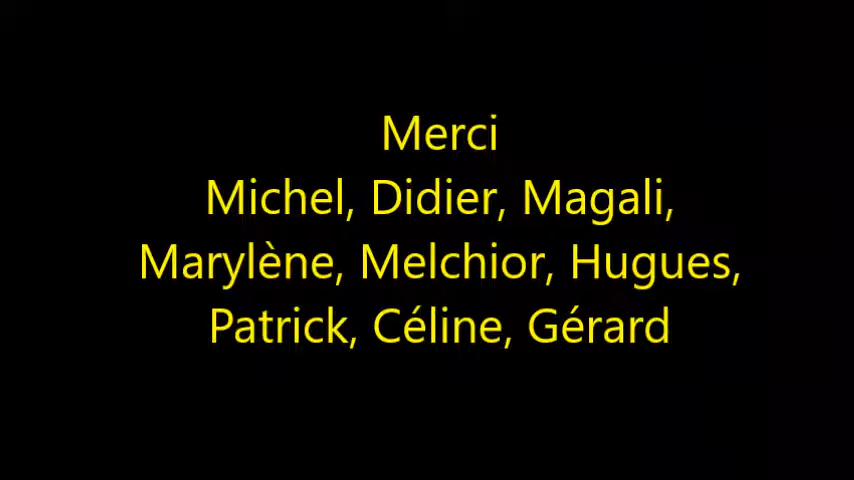 Merci
Michel, Didier, Magali,
Marylène, Melchior, Hugues,
Patrick, Céline, Gérard